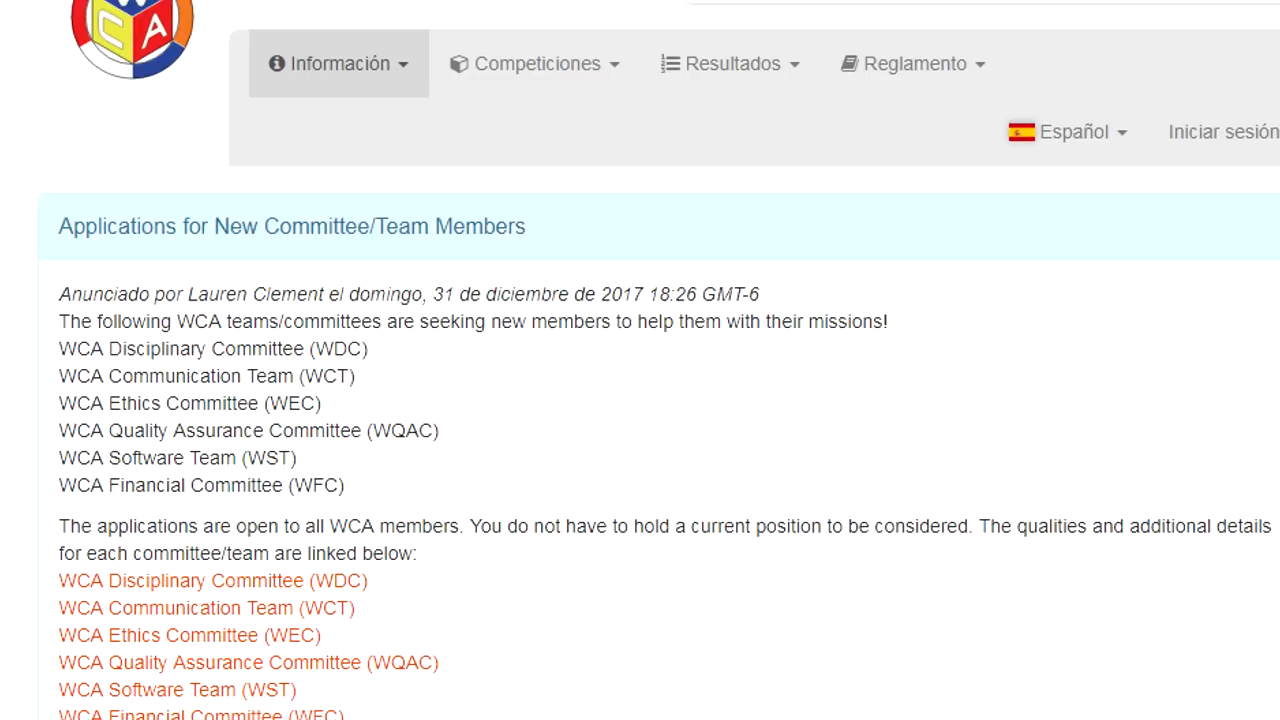 WCA
Información
Competiciones
Resultados
Reglamento
Español
Iniciar sesión
Applications for New Committee/Team Members
Anunciado por Lauren Clement el domingo, 31 de diciembre de 2017 18:26 GMT-6
The following WCA teams/committees are seeking new members to help them with their missions!
WCA Disciplinary Committee (WDC)
WCA Communication Team (WCT)
WCA Ethics Committee (WEC)
WCA Quality Assurance Committee (WQAC)
WCA Software Team (WST)
WCA Financial Committee (WFC)
The applications are open to all WCA members. You do not have to hold a current position to be considered. The qualities and additional details
for each committee/team are linked below:
WCA Disciplinary Committee (WDC)
WCA Communication Team (WCT)
WCA Ethics Committee (WEC)
WCA Quality Assurance Committee (WQAC)
WCA Software Team (WST)
WCA Financial Committee (WFC)